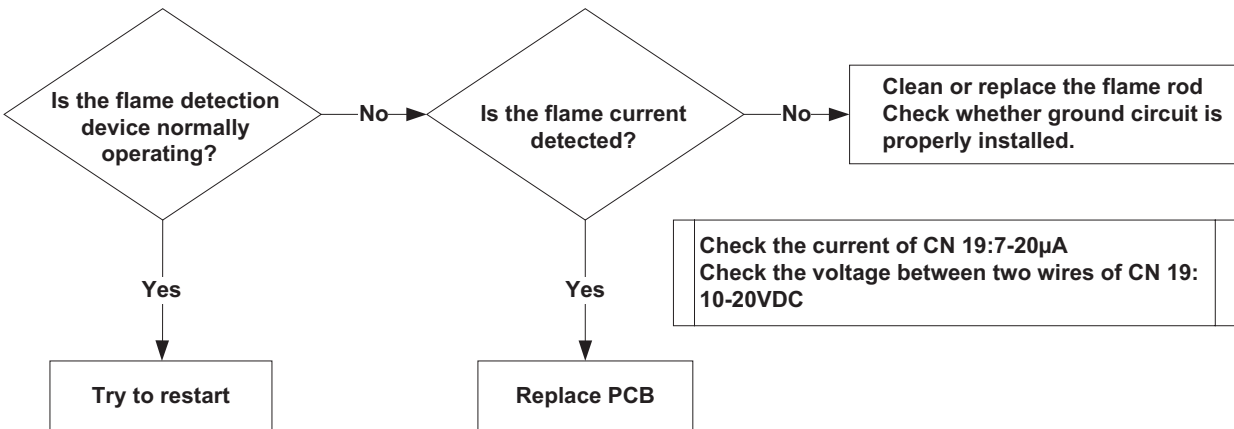 Is the flame detection
device normally
operating?
No
Is the flame current
detected?
No
Clean or replace the flame rod
Check whether ground circuit is
properly installed.
Check the current of CN 19:7-20µA
Check the voltage between two wires of CN 19:
10-20VDC
Yes
Yes
Try to restart
Replace PCB